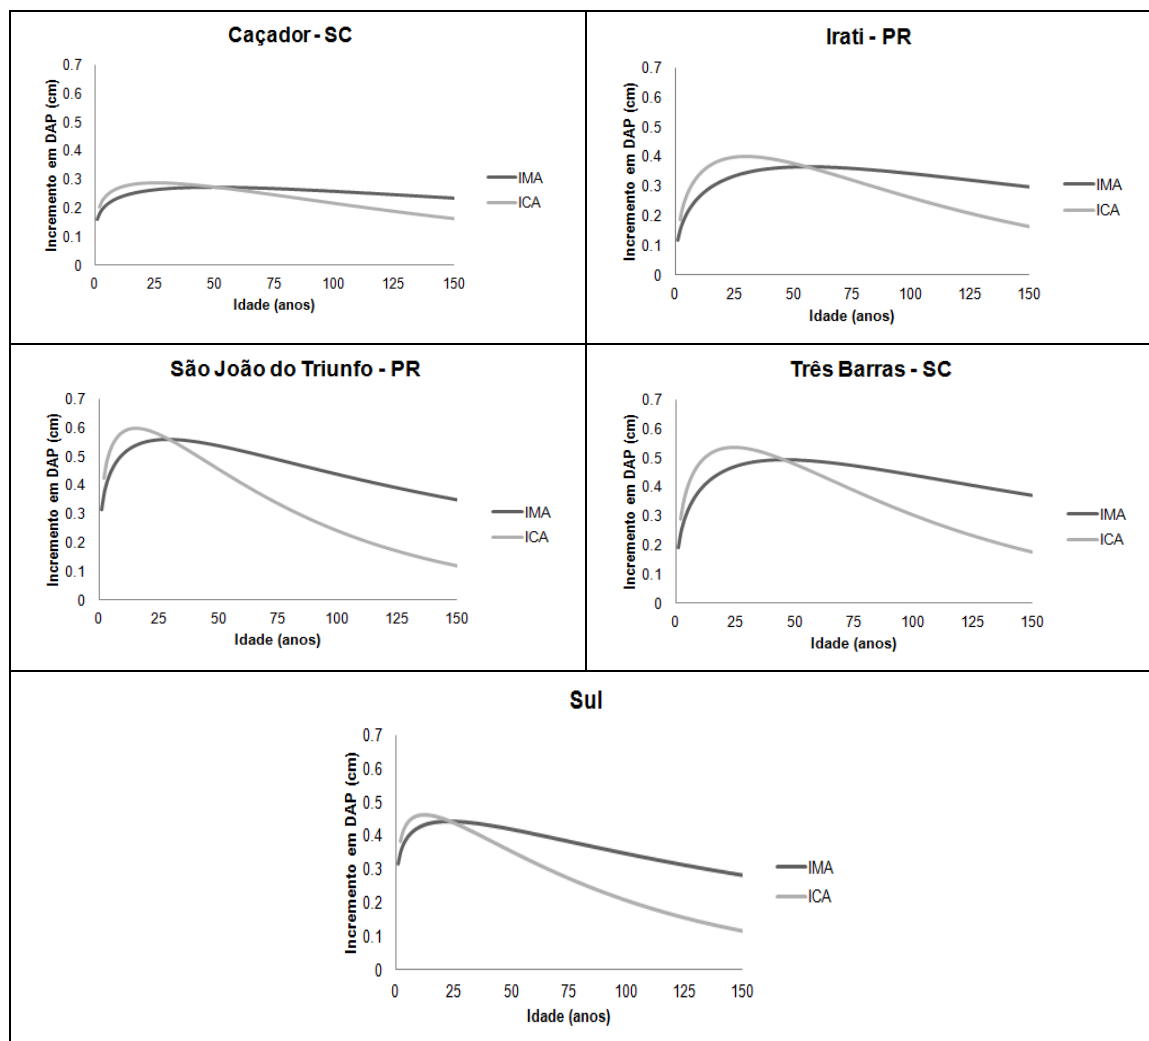 Caçador - SC
Incremento em DAP (cm)
0.7
0.6
0.5
0.4
0.3
0.2
0.1
0
0 25 50 75 100 125 150
Idade (anos)
IMA
ICA
Irati - PR
Incremento em DAP (cm)
0.7
0.6
0.5
0.4
0.3
0.2
0.1
0
0 25 50 75 100 125 150
Idade (anos)
IMA
ICA
São João do Triunfo - PR
Incremento em DAP (cm)
0.7
0.6
0.5
0.4
0.3
0.2
0.1
0
0 25 50 75 100 125 150
Idade (anos)
IMA
ICA
Três Barras - SC
Incremento em DAP (cm)
0.7
0.6
0.5
0.4
0.3
0.2
0.1
0
0 25 50 75 100 125 150
Idade (anos)
IMA
ICA
Sul
Incremento em DAP (cm)
0.7
0.6
0.5
0.4
0.3
0.2
0.1
0
0 25 50 75 100 125 150
Idade (anos)
IMA
ICA